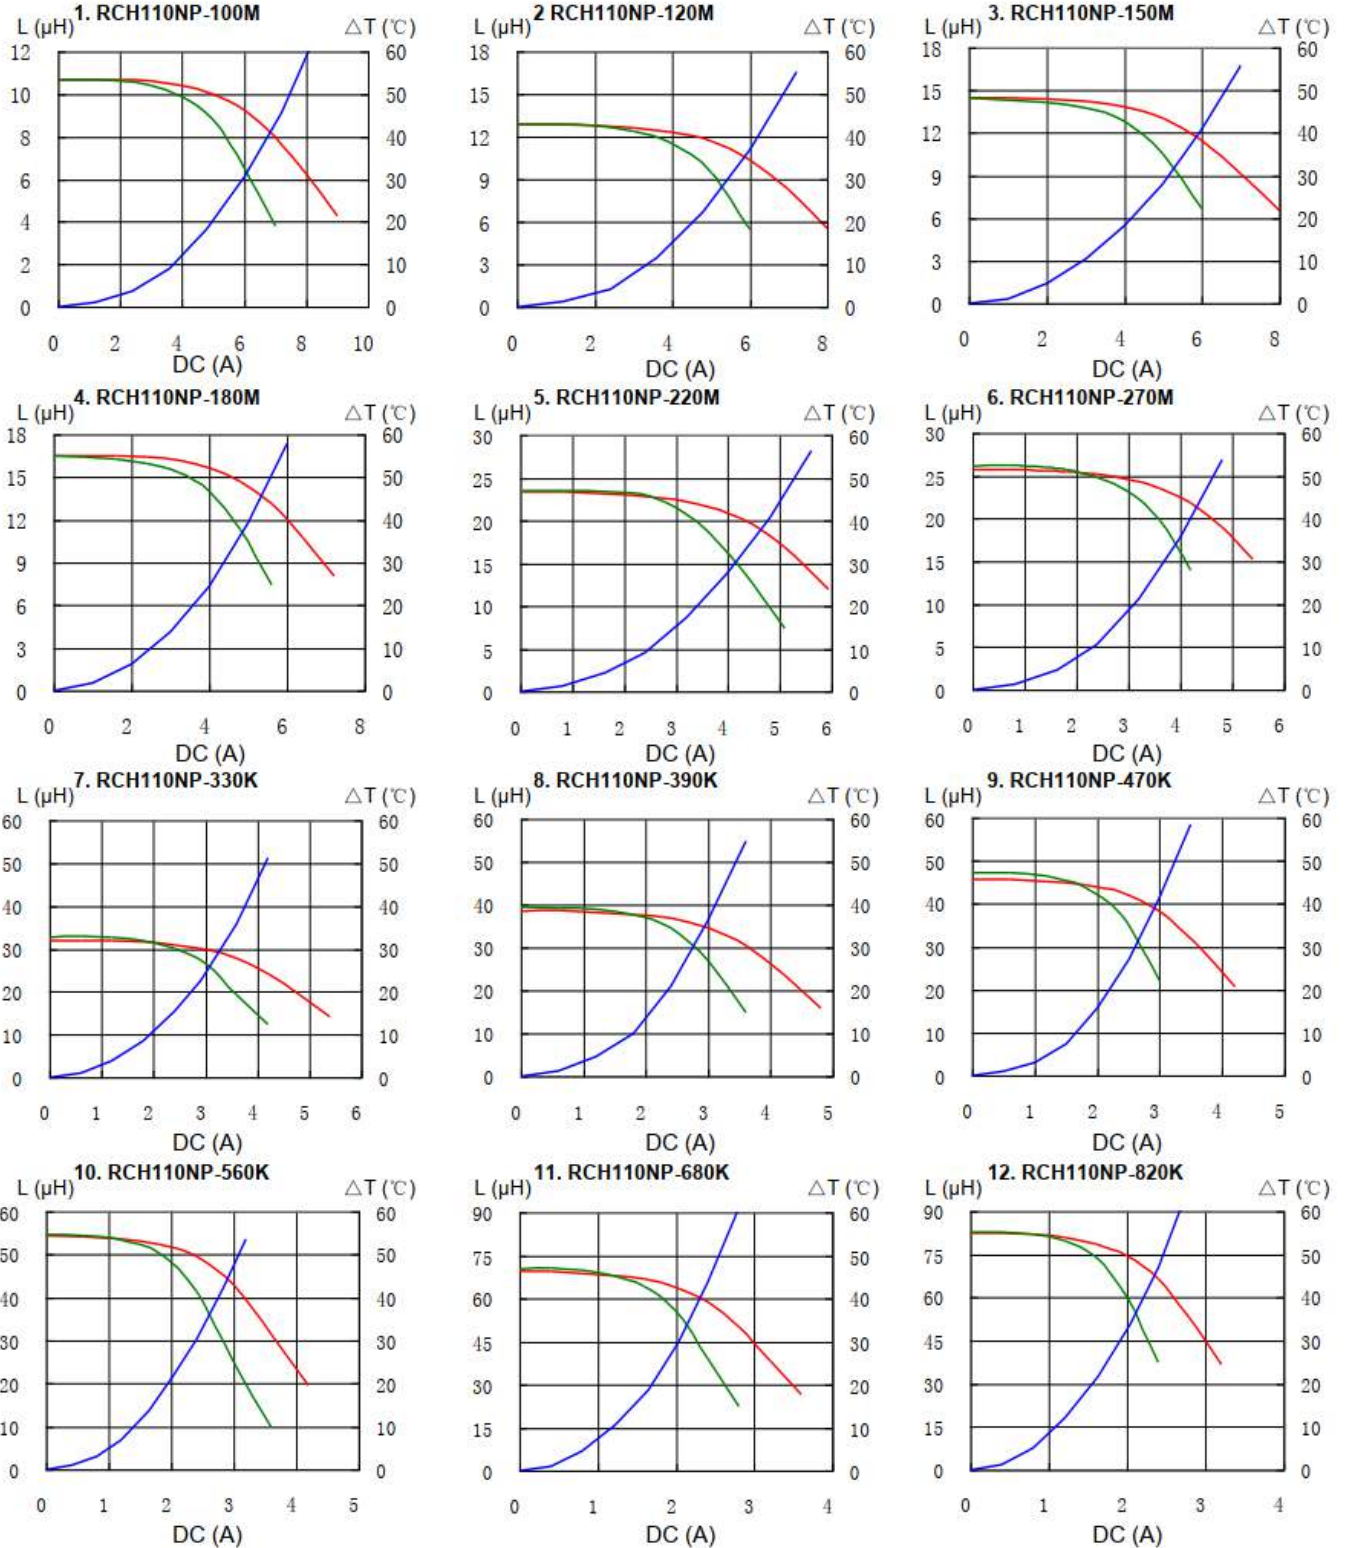 1. RCH110NP-100M
L (μH) △T (℃)
12 60
10 50
8 40
6 30
4 20
2 10
0 0
0 2 4 6 8 10
DC (A)
2 RCH110NP-120M
L (μH) △T (℃)
18 60
15 50
12 40
9 30
6 20
3 10
0 0
0 2 4 6 8
DC (A)
3. RCH110NP-150M
L (μH) △T (℃)
18 60
15 50
12 40
9 30
6 20
3 10
0 0
0 2 4 6 8
DC (A)
4. RCH110NP-180M
L (μH) △T (℃)
18 60
15 50
12 40
9 30
6 20
3 10
0 0
0 2 4 6 8
DC (A)
5. RCH110NP-220M
L (μH) △T (℃)
30 60
25 50
20 40
15 30
10 20
5 10
0 0
0 1 2 3 4 5 6
DC (A)
6. RCH110NP-270M
L (μH) △T (℃)
30 60
25 50
20 40
15 30
10 20
5 10
0 0
0 1 2 3 4 5 6
DC (A)
7. RCH110NP-330K
L (μH) △T (℃)
60 60
50 50
40 40
30 30
20 20
10 10
0 0
0 1 2 3 4 5 6
DC (A)
8. RCH110NP-390K
L (μH) △T (℃)
60 60
50 50
40 40
30 30
20 20
10 10
0 0
0 1 2 3 4 5
DC (A)
9. RCH110NP-470K
L (μH) △T (℃)
60 60
50 50
40 40
30 30
20 20
10 10
0 0
0 1 2 3 4 5
DC (A)
10. RCH110NP-560K
L (μH) △T (℃)
60 60
50 50
40 40
30 30
20 20
10 10
0 0
0 1 2 3 4 5
DC (A)
11. RCH110NP-680K
L (μH) △T (℃)
90 60
75 50
60 40
45 30
30 20
15 10
0 0
0 1 2 3 4
DC (A)
12. RCH110NP-820K
L (μH) △T (℃)
90 60
75 50
60 40
45 30
30 20
15 10
0 0
0 1 2 3 4
DC (A)